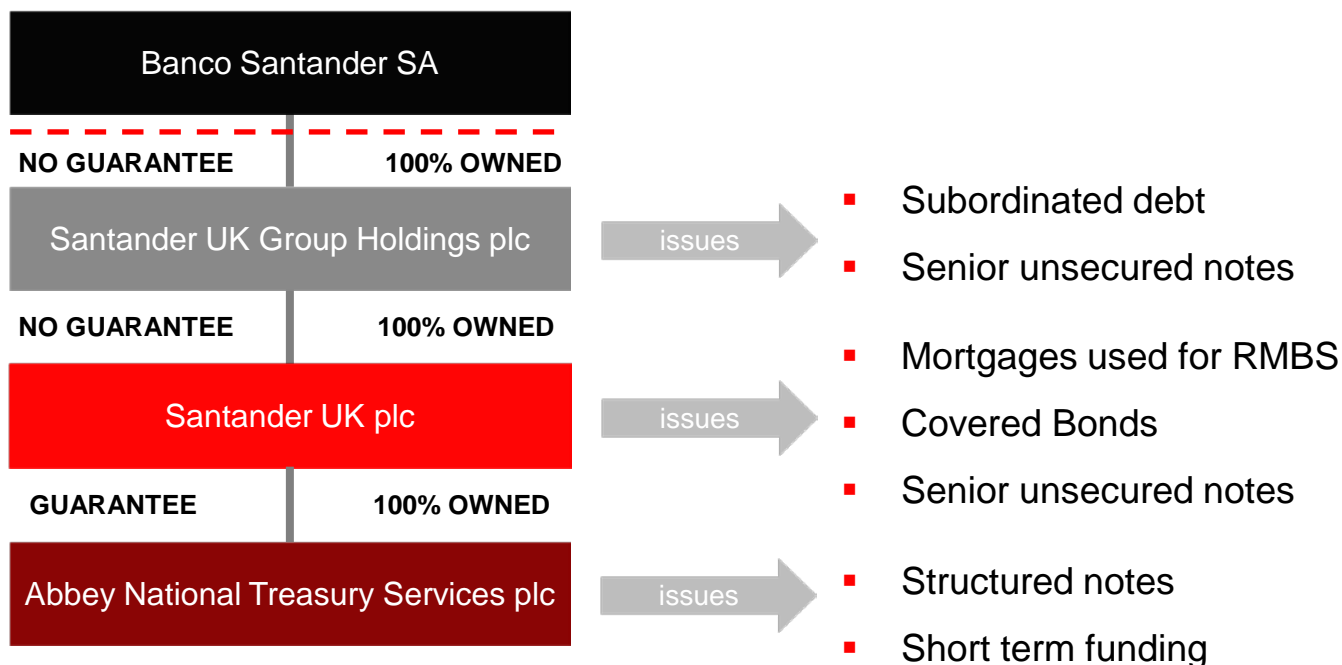 Banco Santander SA
NO GUARANTEE 100% OWNED
Santander UK Group Holdings plc
issues
Subordinated debt
Senior unsecured notes
NO GUARANTEE 100% OWNED
Santander UK plc
issues
Mortgages used for RMBS
Covered Bonds
Senior unsecured notes
GUARANTEE 100% OWNED
Abbey National Treasury Services plc
issues
Structured notes
Short term funding